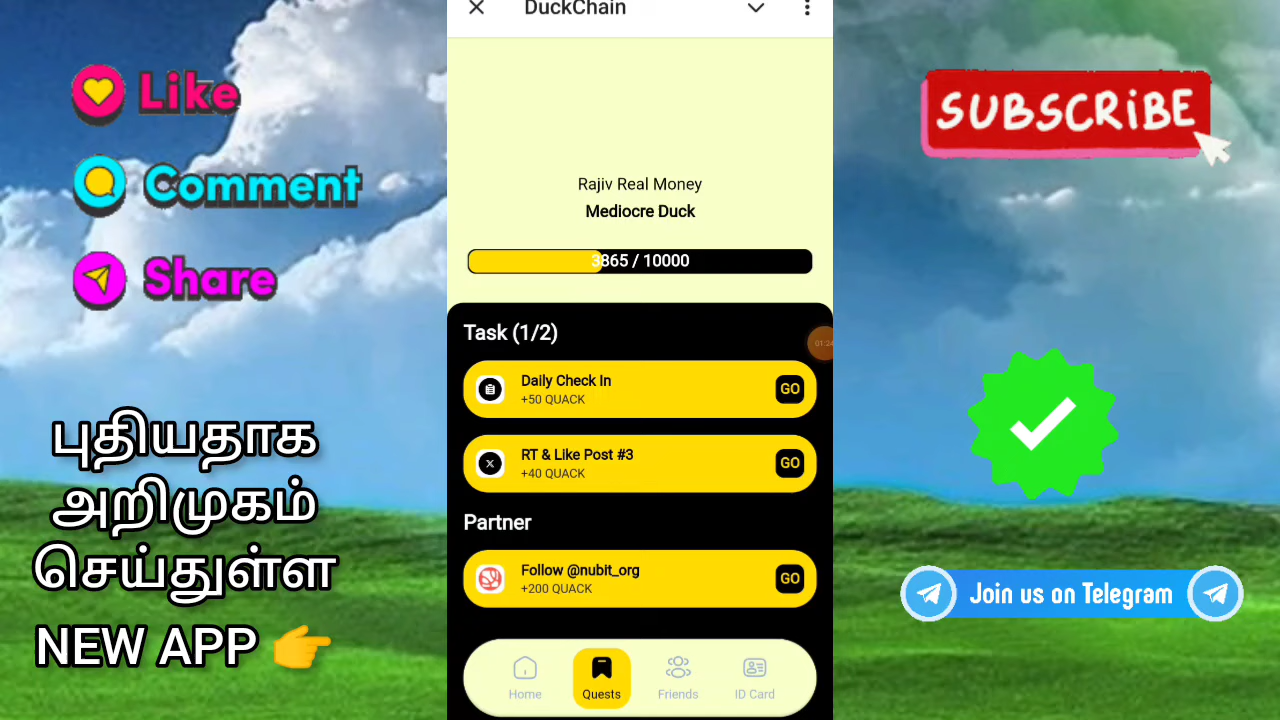 Like
Comment
Share
புதியதாக
அறிமுகம்
செய்துள்ள
NEW APP
DuckChain
Rajiv Real Money
Mediocre Duck
3865 / 10000
Task (1/2)
01:24
Daily Check In
+50 QUACK
GO
RT & Like Post #3
+40 QUACK
GO
Partner
Follow @nubit_org
+200 QUACK
GO
Home
Quests
Friends
ID Card
SUBSCRIBE
Join us on Telegram